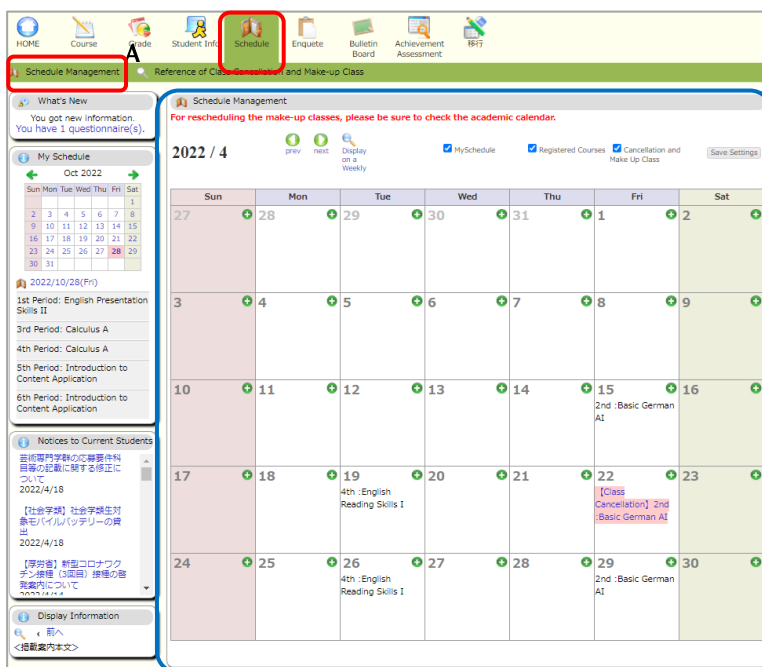 HOME
Course
Grade
Student Info
Schedule
Enquete
Bulletin
Board
Achievement
Assessment
移行
A
Schedule Management
Reference of Class Cancellation and Make-up Class
What's New
You got new information.
You have 1 questionnaire(s).
My Schedule
Oct 2022
Sun Mon Tue Wed Thu Fri Sat
1
2 3 4 5 6 7 8
9 10 11 12 13 14 15
16 17 18 19 20 21 22
23 24 25 26 27 28 29
30 31
2022/10/28(Fri)
1st Period: English Presentation
Skills II
3rd Period: Calculus A
4th Period: Calculus A
5th Period: Introduction to
Content Application
6th Period: Introduction to
Content Application
Notices to Current Students
芸術専門学群の応募要件科
目等の記載に関する修正に
ついて
2022/4/18
【社会学類】社会学類生対
象モバイルバッテリーの貸
出
2022/4/18
【厚労省】新型コロナワク
チン接種（3回目）接種の啓
発案内について
2022/4/14
Display Information
‹ 前へ
<掲載案内本文>
Schedule Management
For rescheduling the make-up classes, please be sure to check the academic calendar.
2022 / 4
prev
next
Display
on a
Weekly
MySchedule
Registered Courses
Cancellation and
Make Up Class
Save Settings
Sun Mon Tue Wed Thu Fri Sat
27 28 29 30 31 1 2
3 4 5 6 7 8 9
10 11 12 13 14 15 16
2nd :Basic German
AI
17 18 19 20 21 22 23
4th :English
Reading Skills I
【Class
Cancellation】2nd
:Basic German AI
24 25 26 27 28 29 30
4th :English
Reading Skills I
2nd :Basic German
AI